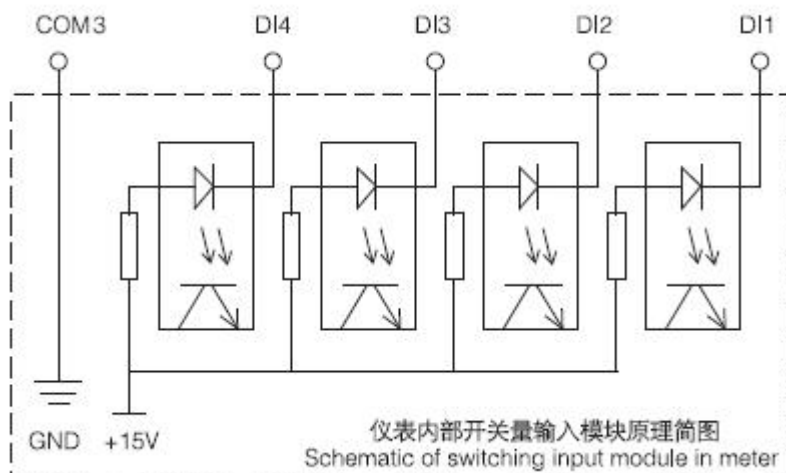 COM3 DI4 DI3 DI2 DI1
GND +15V
仪表内部开关量输入模块原理简图
Schematic of switching input module in meter